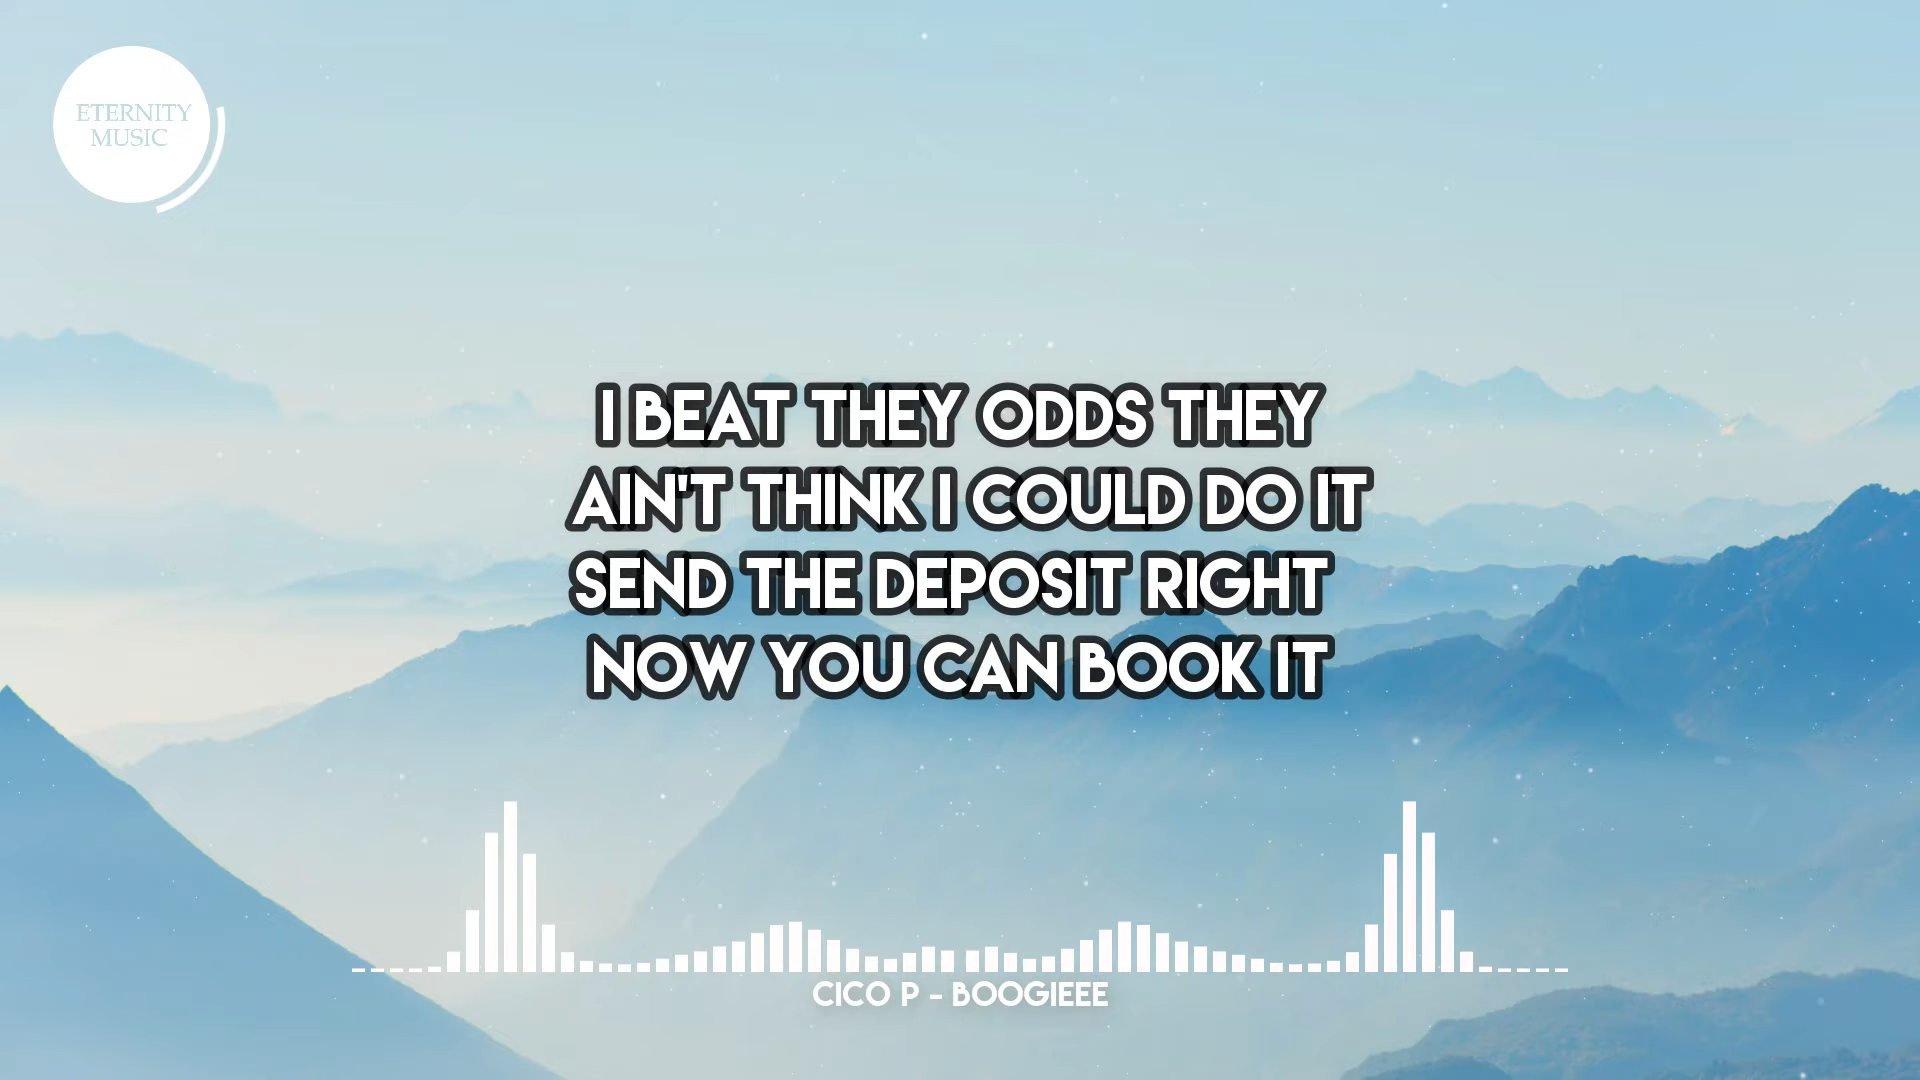 ETERNITY
MUSIC
I BEAT THEY ODDS THEY
AIN'T THINK I COULD DO IT
SEND THE DEPOSIT RIGHT
NOW YOU CAN BOOK IT
CICO P - BOOGIEEE